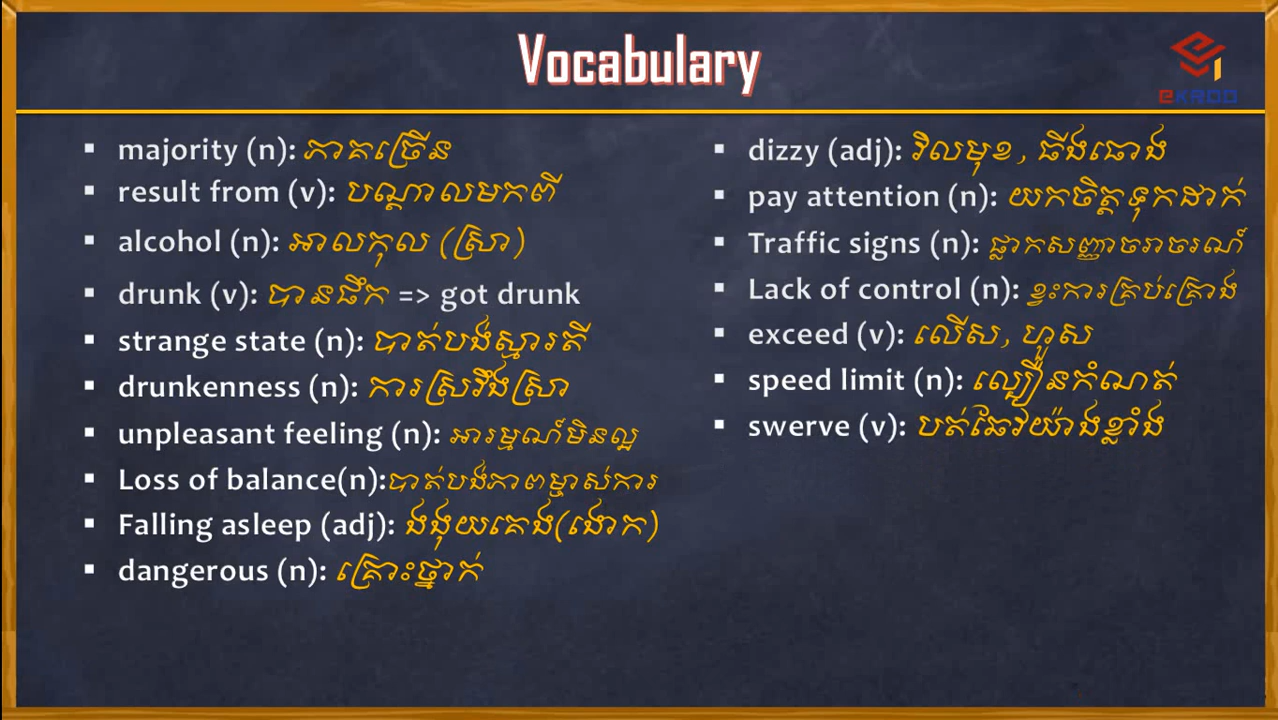 Vocabulary
eKROO
▪ majority (n): ភាគច្រើន
▪ result from (v): បណ្តាលមកពី
▪ alcohol (n): អាលកុល (ស្រា)
▪ drunk (v): បានផឹក => got drunk
▪ strange state (n): បាត់បង់ស្មារតី
▪ drunkenness (n): ការស្រវឹងស្រា
▪ unpleasant feeling (n): អារម្មណ៍មិនល្អ
▪ Loss of balance(n):បាត់បង់ភាពម្ចាស់ការ
▪ Falling asleep (adj): ងងុយគេង(ងោក)
▪ dangerous (n): គ្រោះថ្នាក់
▪ dizzy (adj): វិលមុខ , ធីងធោង
▪ pay attention (n): យកចិត្តទុកដាក់
▪ Traffic signs (n): ផ្លាកសញ្ញាចរាចរណ៍
▪ Lack of control (n): ខ្វះការគ្រប់គ្រោង
▪ exceed (v): លើស , ហួស
▪ speed limit (n): ល្បឿនកំណត់
▪ swerve (v): បត់ឆៃវយ៉ាងខ្លាំង